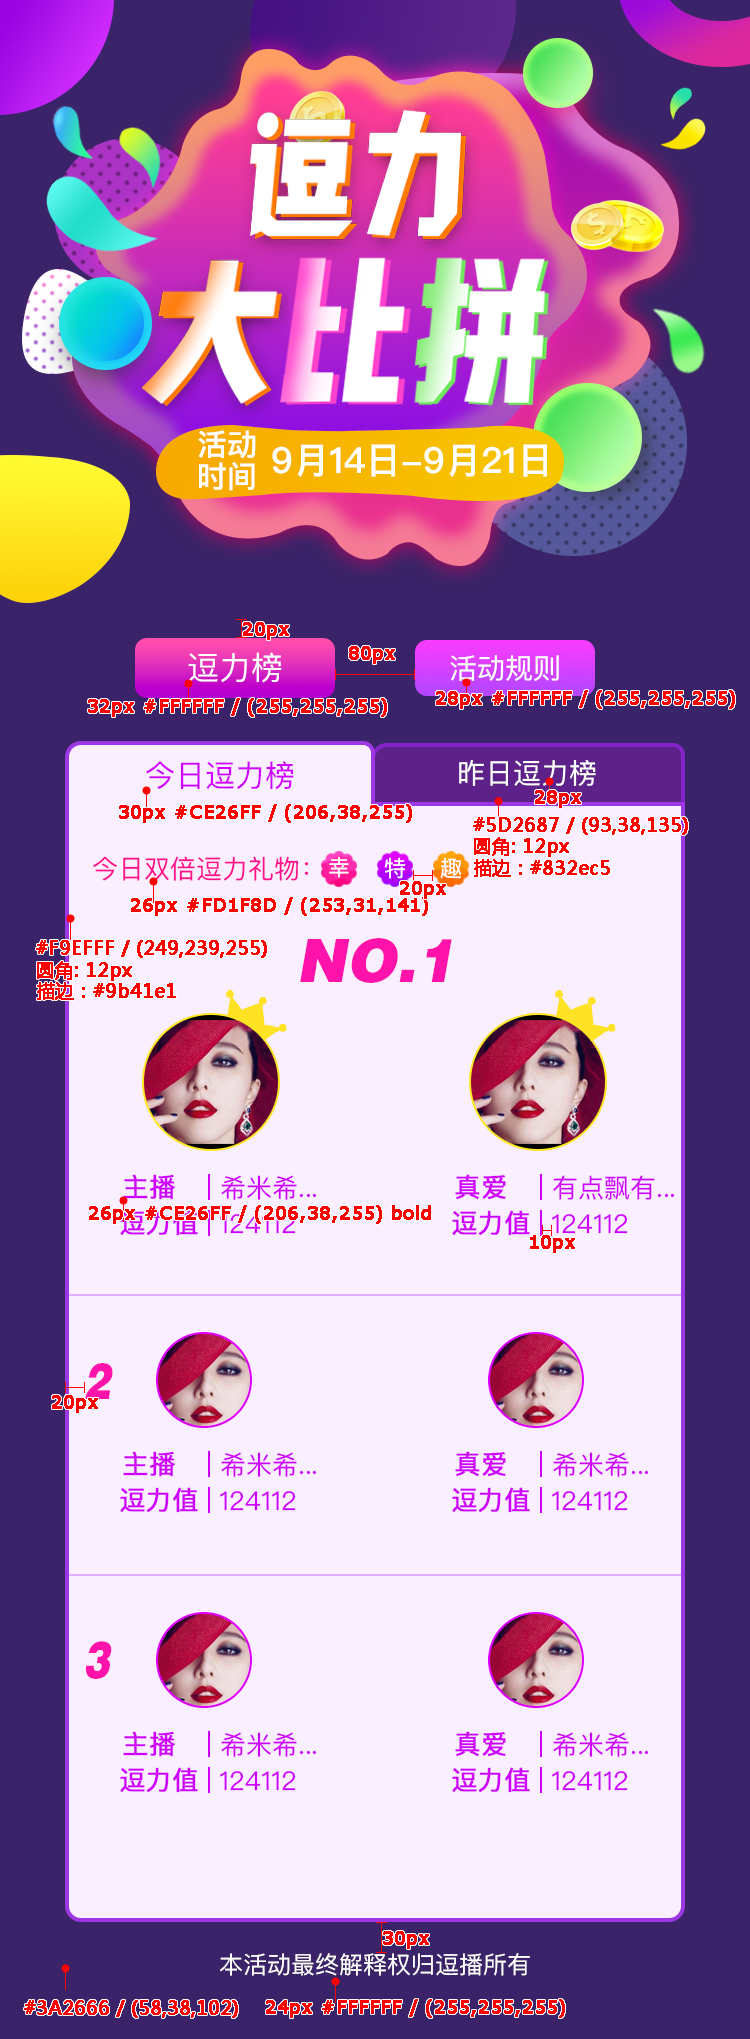 逗力
大比拼
活动
时间
9月14日-9月21日
20px
逗力榜
80px
活动规则
32px #FFFFFF / (255,255,255)
28px #FFFFFF / (255,255,255)
今日逗力榜
昨日逗力榜
28px
30px #CE26FF / (206,38,255)
#5D2687 / (93,38,135)
圆角: 12px
描边：#832ec5
今日双倍逗力礼物:
幸
特
趣
20px
26px #FD1F8D / (253,31,141)
#F9EFFF / (249,239,255)
圆角: 12px
描边：#9b41e1
NO.1
主播 | 希米希...
真爱 | 有点飘有...
26px #CE26FF / (206,38,255) bold
逗力值 | 124112
逗力值 | 124112
10px
2
20px
主播 | 希米希...
真爱 | 希米希...
逗力值 | 124112
逗力值 | 124112
3
主播 | 希米希...
真爱 | 希米希...
逗力值 | 124112
逗力值 | 124112
30px
本活动最终解释权归逗播所有
#3A2666 / (58,38,102)
24px #FFFFFF / (255,255,255)